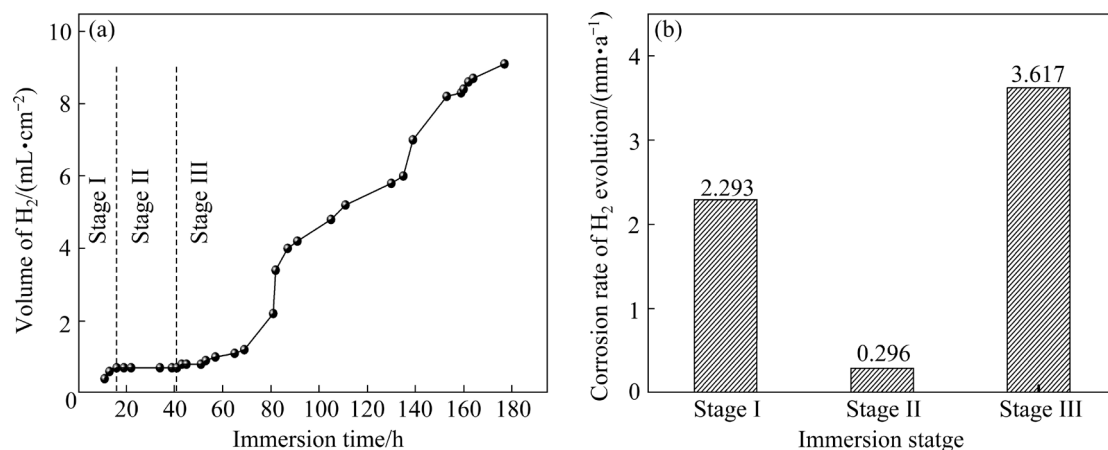 (a)
Volume of H₂/(mL•cm⁻²)
10
8
6
4
2
0
Stage I
Stage II
Stage III
20 40 60 80 100 120 140 160 180
Immersion time/h
(b)
Corrosion rate of H₂ evolution/(mm•a⁻¹)
4
3
2
1
0
2.293
0.296
3.617
Stage I Stage II Stage III
Immersion statge